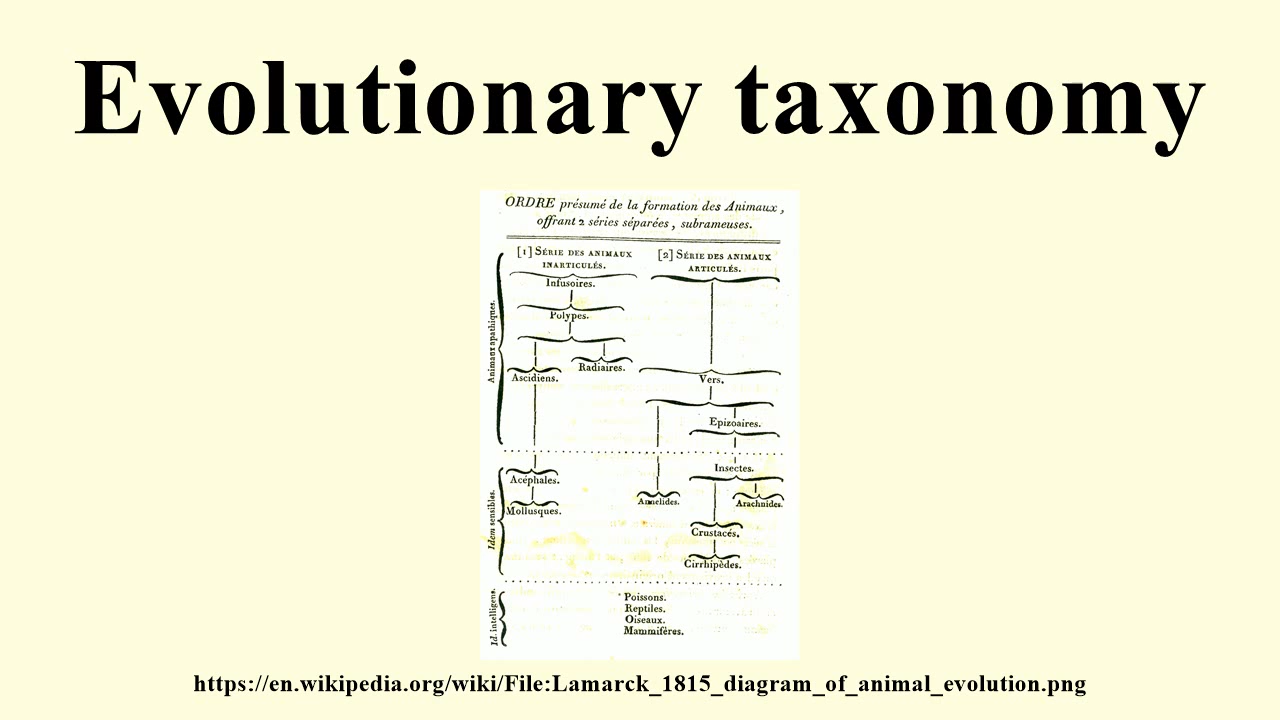 Evolutionary taxonomy
ORDRE présumé de la formation des Animaux,
offrant 2 séries séparées, subrameuses.
[1] SÉRIE DES ANIMAUX
INARTICULÉS.
[2] SÉRIE DES ANIMAUX
ARTICULÉS.
Animaux apathiques.
Infusoires.
Polypes.
Ascidiens.
Radiaires.
Vers.
Epizoaires.
Idem sensibles.
Acéphales.
Mollusques.
Annelides.
Insectes.
Arachnides.
Crustacés.
Cirrhipèdes.
Id. intelligens.
Poissons.
Reptiles.
Oiseaux.
Mammifères.
https://en.wikipedia.org/wiki/File:Lamarck_1815_diagram_of_animal_evolution.png